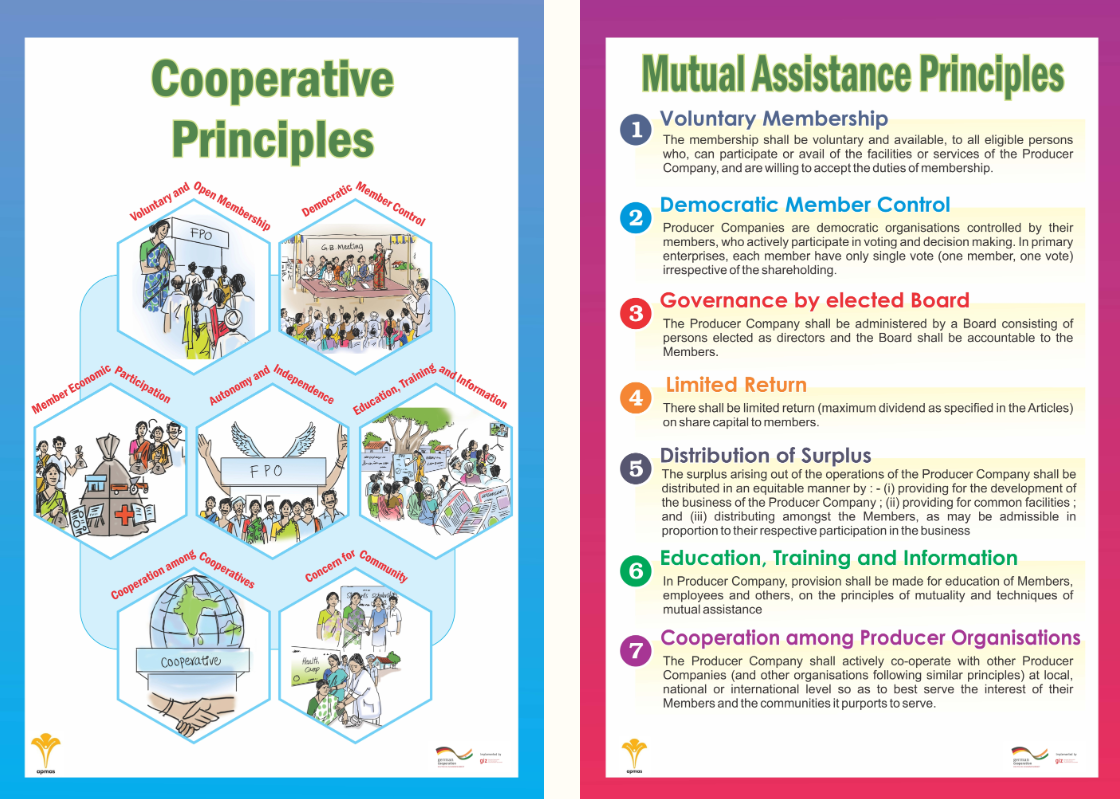 Cooperative
Principles
Voluntary and Open Membership
FPO
Democratic Member Control
G.B Meeting
Member Economic Participation
Autonomy and Independence
FPO
Education, Training and Information
Cooperation among Cooperatives
Cooperative
Concern for Community
Health
Camp
apmas
german
cooperation
Implemented by
giz
Mutual Assistance Principles
1 Voluntary Membership
The membership shall be voluntary and available, to all eligible persons
who, can participate or avail of the facilities or services of the Producer
Company, and are willing to accept the duties of membership.
2 Democratic Member Control
Producer Companies are democratic organisations controlled by their
members, who actively participate in voting and decision making. In primary
enterprises, each member have only single vote (one member, one vote)
irrespective of the shareholding.
3 Governance by elected Board
The Producer Company shall be administered by a Board consisting of
persons elected as directors and the Board shall be accountable to the
Members.
4 Limited Return
There shall be limited return (maximum dividend as specified in the Articles)
on share capital to members.
5 Distribution of Surplus
The surplus arising out of the operations of the Producer Company shall be
distributed in an equitable manner by : - (i) providing for the development of
the business of the Producer Company ; (ii) providing for common facilities ;
and (iii) distributing amongst the Members, as may be admissible in
proportion to their respective participation in the business
6 Education, Training and Information
In Producer Company, provision shall be made for education of Members,
employees and others, on the principles of mutuality and techniques of
mutual assistance
7 Cooperation among Producer Organisations
The Producer Company shall actively co-operate with other Producer
Companies (and other organisations following similar principles) at local,
national or international level so as to best serve the interest of their
Members and the communities it purports to serve.
apmas
german
cooperation
Implemented by
giz